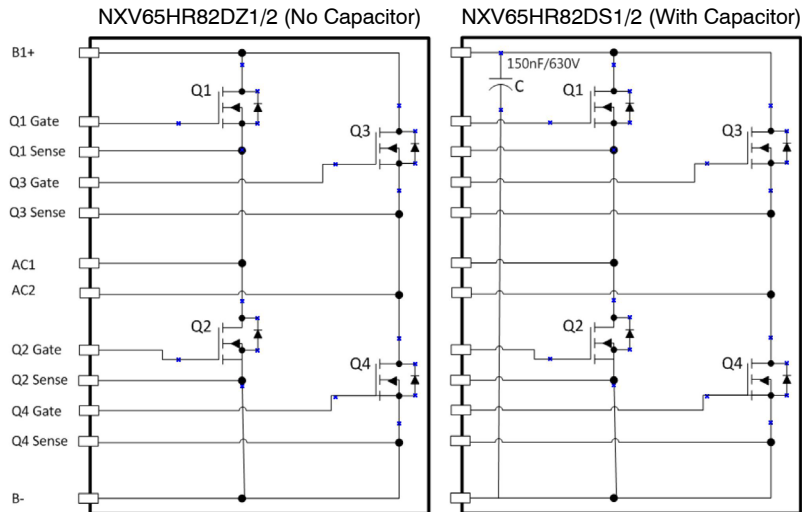 NXV65HR82DZ1/2 (No Capacitor)
NXV65HR82DS1/2 (With Capacitor)
B1+
Q1 Gate
Q1 Sense
Q3 Gate
Q3 Sense
AC1
AC2
Q2 Gate
Q2 Sense
Q4 Gate
Q4 Sense
B-
Q1
Q3
Q2
Q4
150nF/630V
C
Q1
Q3
Q2
Q4